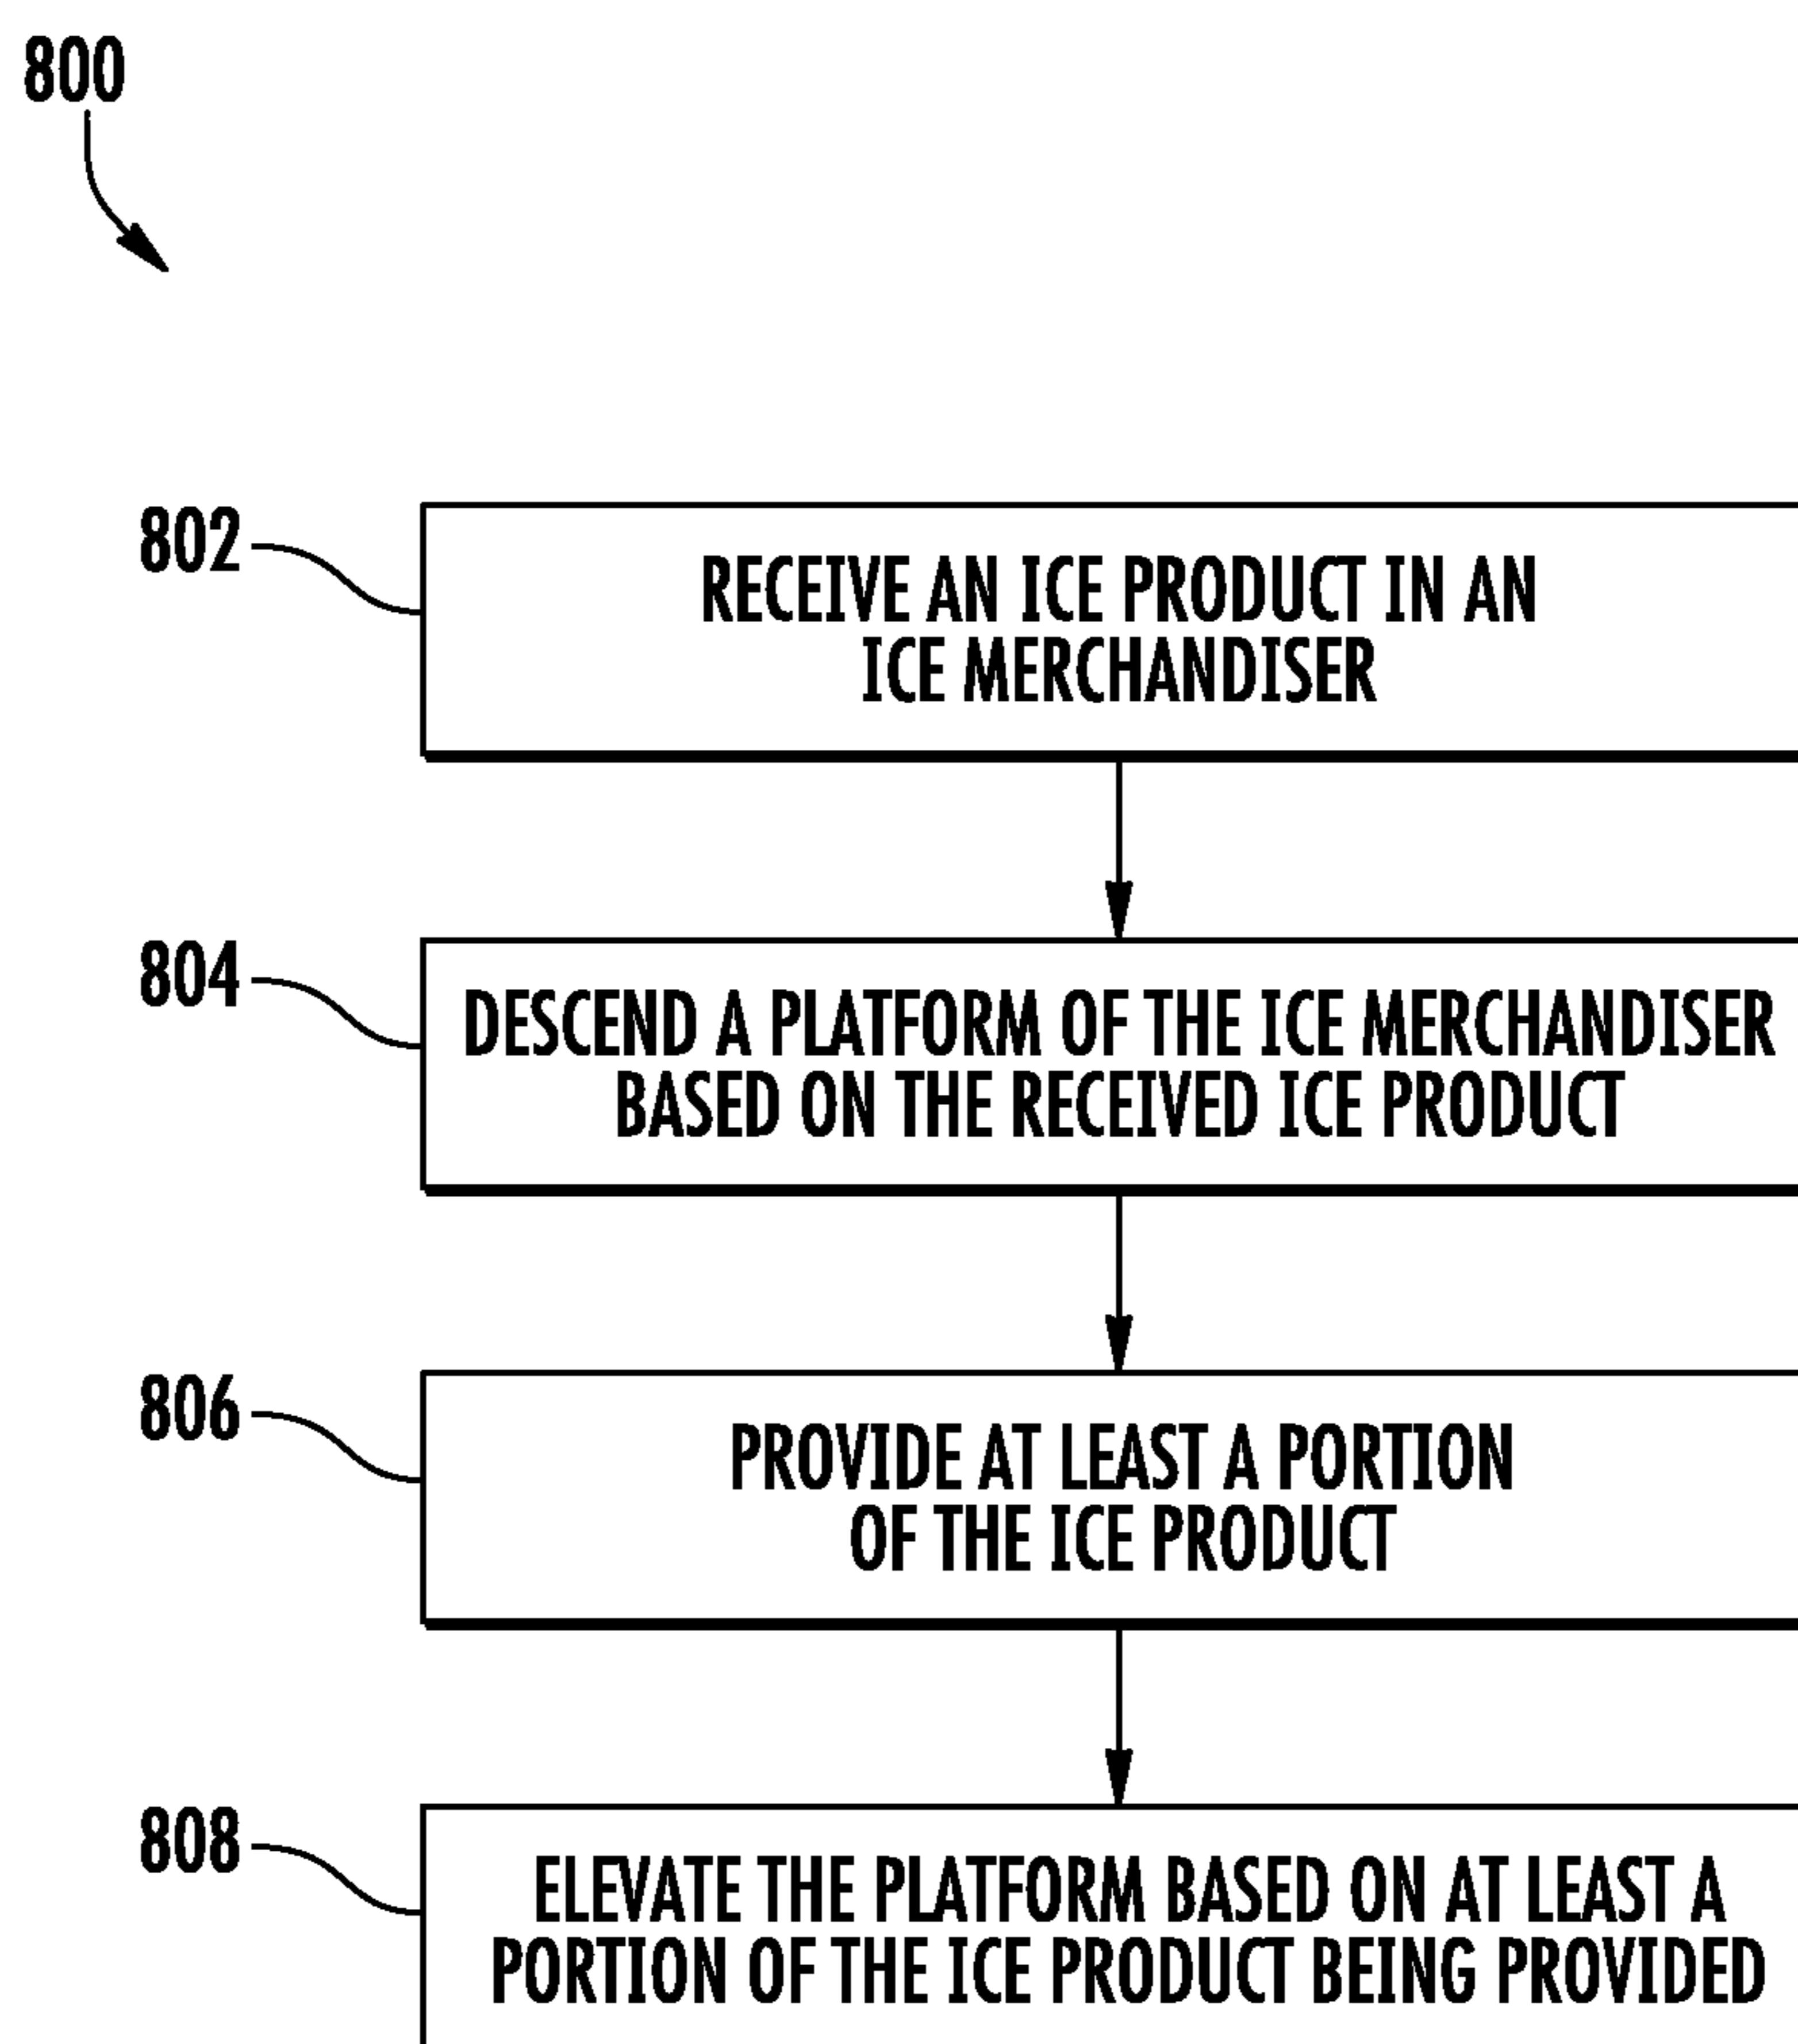 800
802
RECEIVE AN ICE PRODUCT IN AN
ICE MERCHANDISER
804
DESCEND A PLATFORM OF THE ICE MERCHANDISER
BASED ON THE RECEIVED ICE PRODUCT
806
PROVIDE AT LEAST A PORTION
OF THE ICE PRODUCT
808
ELEVATE THE PLATFORM BASED ON AT LEAST A
PORTION OF THE ICE PRODUCT BEING PROVIDED